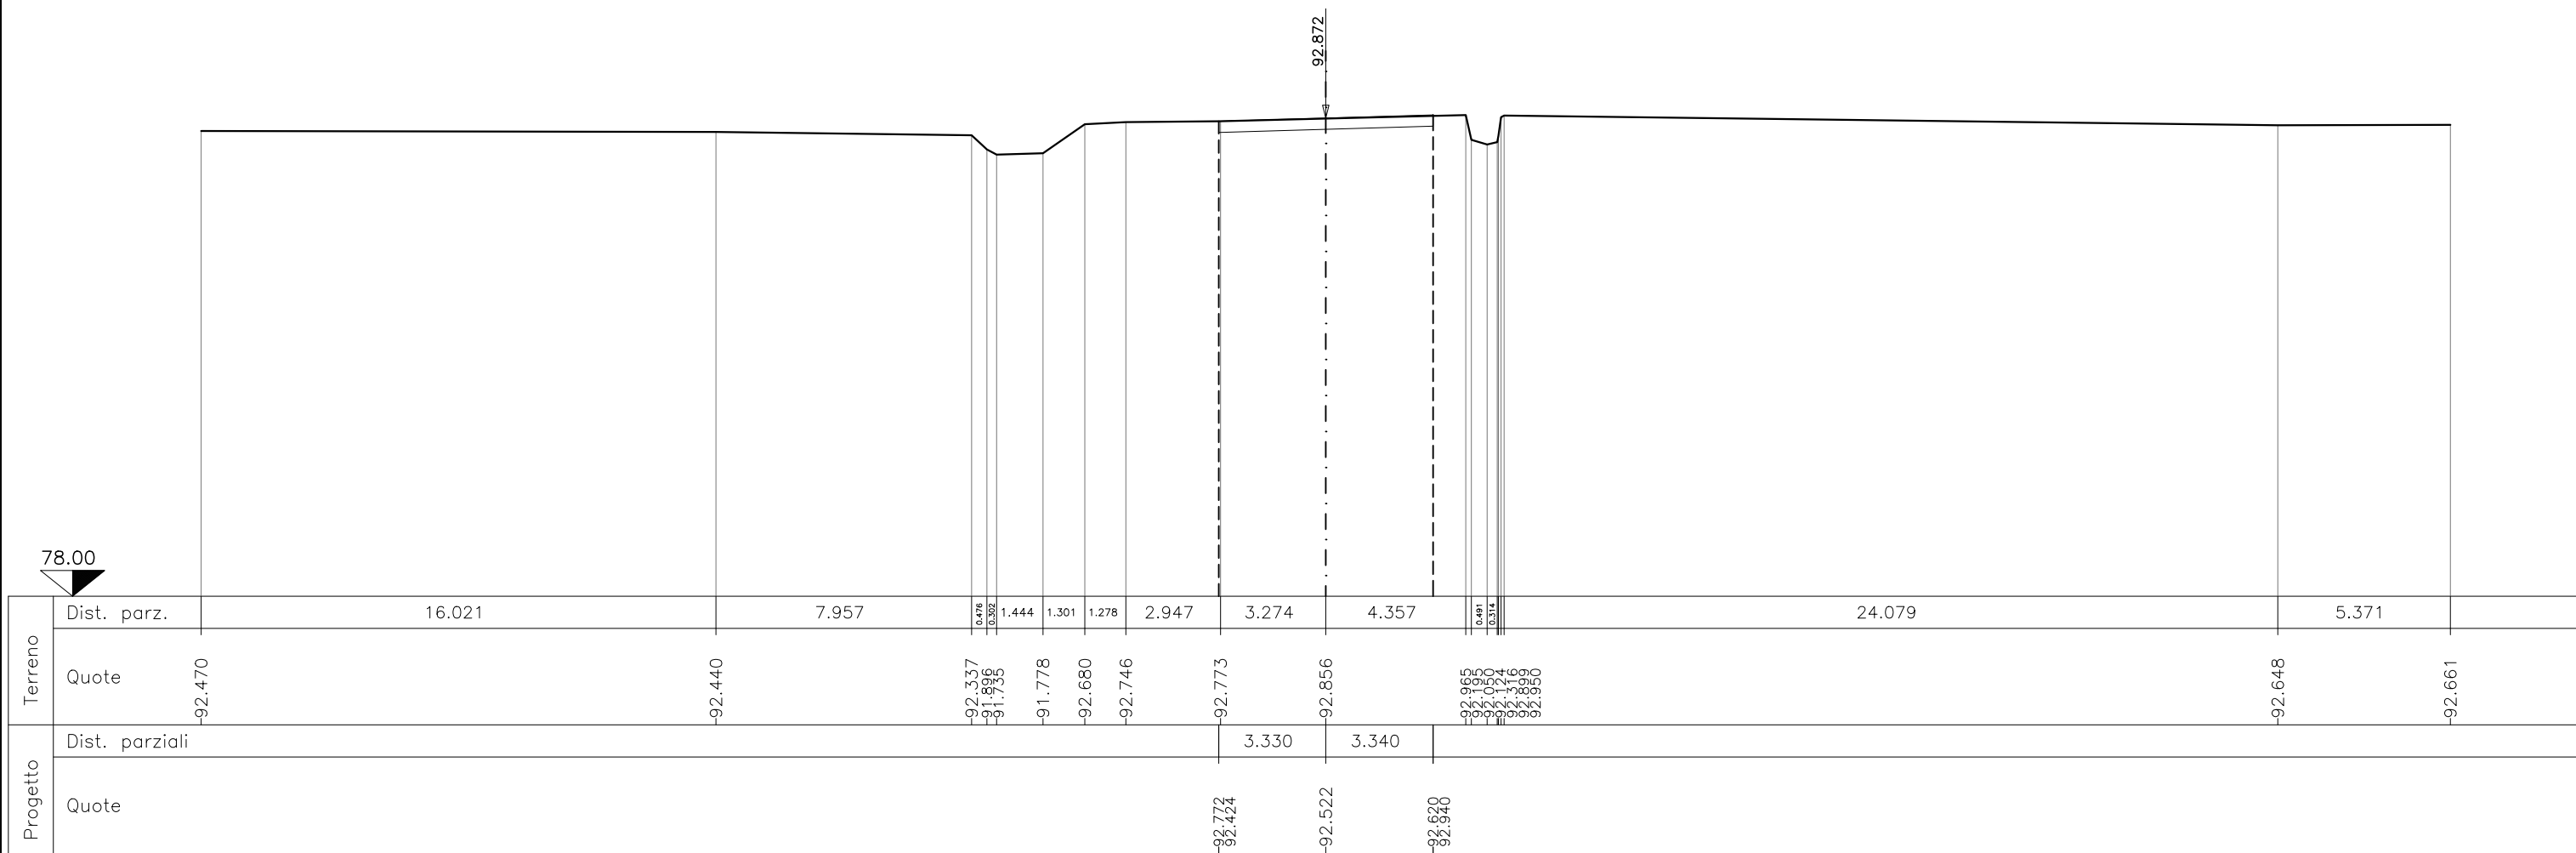 92.872
78.00
Terreno
Dist. parz. 16.021 7.957 0.476 0.302 1.444 1.301 1.278 2.947 3.274 4.357 0.491 0.314 24.079 5.371
Quote 92.470 92.440 92.337 91.896 91.735 91.778 92.680 92.746 92.773 92.856 92.965 92.195 92.050 92.124 92.316 92.899 92.950 92.648 92.661
Progetto
Dist. parziali 3.330 3.340
Quote 92.772 92.424 92.522 92.620 92.940